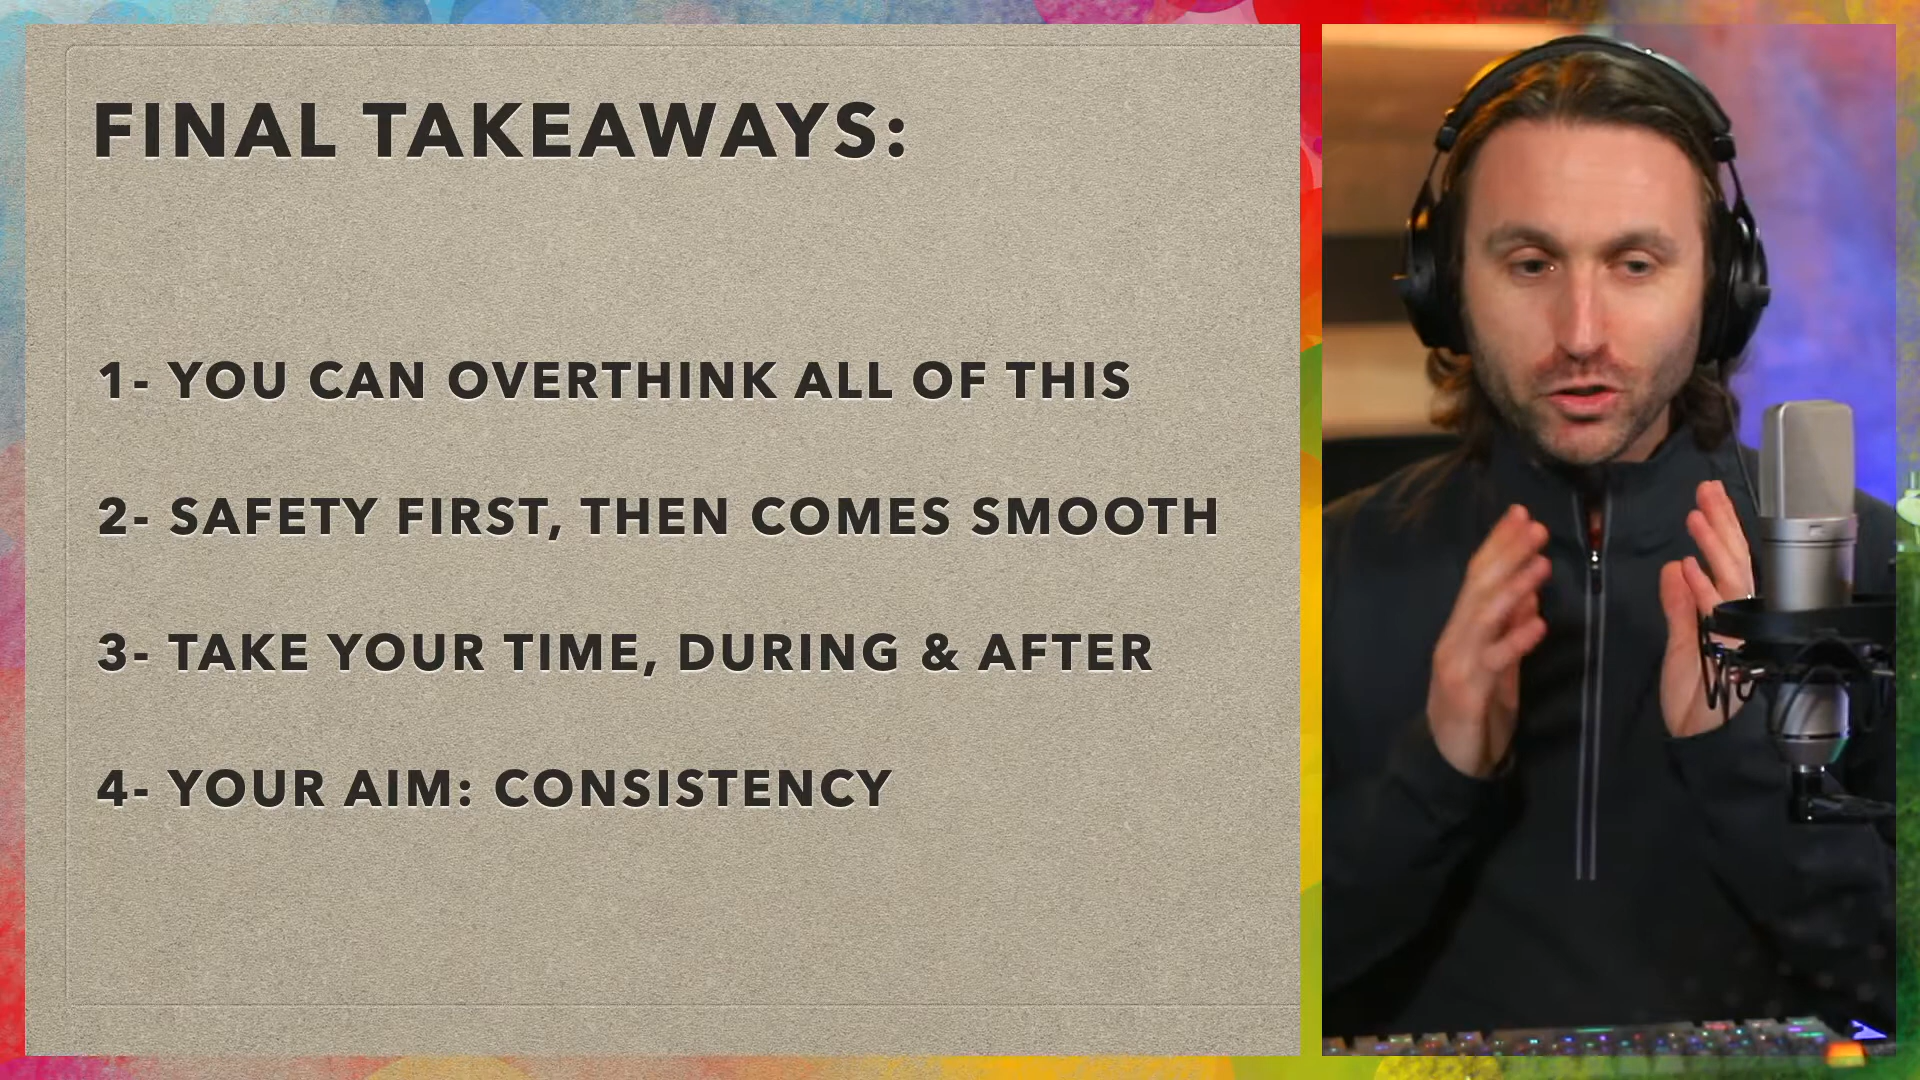 FINAL TAKEAWAYS:
1- YOU CAN OVERTHINK ALL OF THIS
2- SAFETY FIRST, THEN COMES SMOOTH
3- TAKE YOUR TIME, DURING & AFTER
4- YOUR AIM: CONSISTENCY